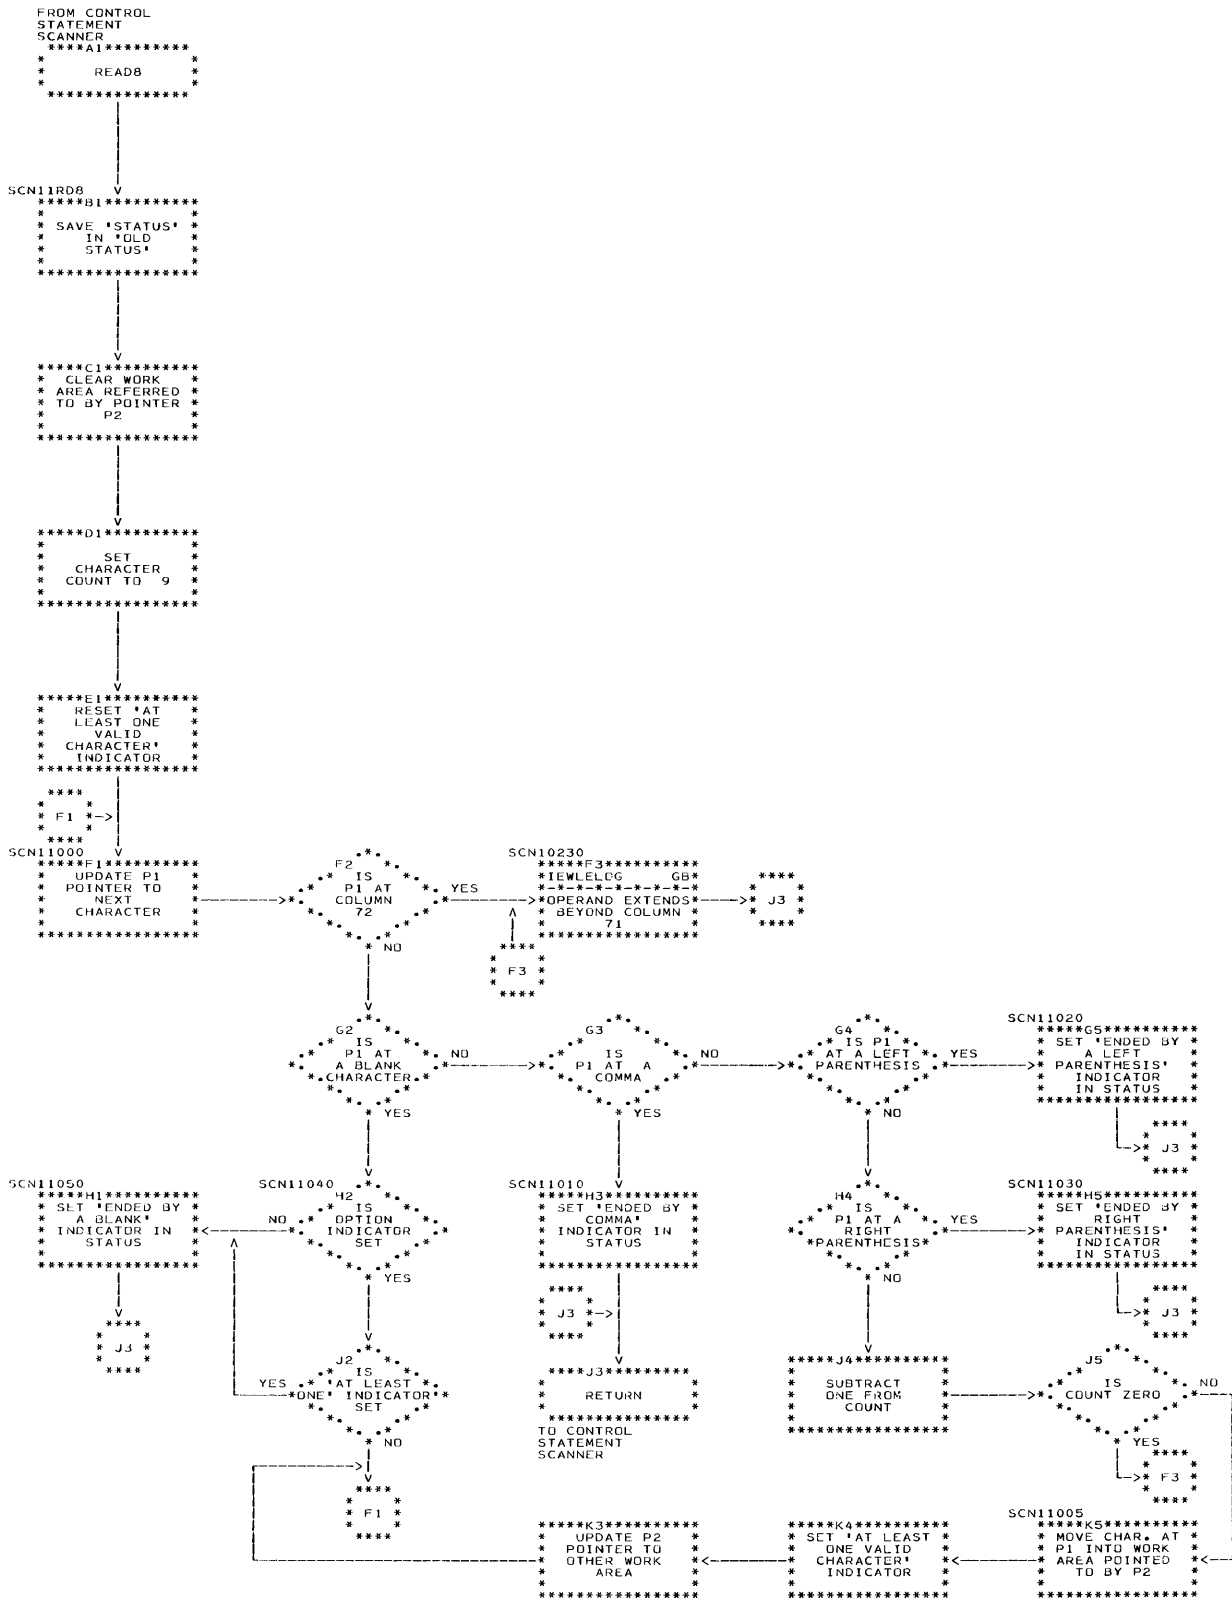 FROM CONTROL
STATEMENT
SCANNER
****A1*********
READ8
SCN11RD8
*****B1**********
SAVE 'STATUS'
IN 'OLD
STATUS'
*****C1**********
CLEAR WORK
AREA REFERRED
TO BY POINTER
P2
*****D1**********
SET
CHARACTER
COUNT TO 9
*****E1**********
RESET 'AT
LEAST ONE
VALID
CHARACTER'
INDICATOR
F1
SCN11000
*****F1**********
UPDATE P1
POINTER TO
NEXT
CHARACTER
F2
IS
P1 AT
COLUMN
72
YES
NO
SCN10230
*****F3**********
IEWLELOG GB
OPERAND EXTENDS
BEYOND COLUMN
71
J3
F3
G2
IS
P1 AT
A BLANK
CHARACTER
NO
YES
G3
IS
P1 AT A
COMMA
NO
YES
G4
IS P1
AT A LEFT
PARENTHESIS
YES
NO
SCN11020
*****G5**********
SET 'ENDED BY
A LEFT
PARENTHESIS'
INDICATOR
IN STATUS
J3
SCN11050
*****H1**********
SET 'ENDED BY
A BLANK'
INDICATOR IN
STATUS
J3
SCN11040
H2
IS
OPTION
INDICATOR
SET
NO
YES
SCN11010
*****H3**********
SET 'ENDED BY
COMMA'
INDICATOR IN
STATUS
J3
H4
IS
P1 AT A
RIGHT
PARENTHESIS
YES
NO
SCN11030
*****H5**********
SET 'ENDED BY
RIGHT
PARENTHESIS'
INDICATOR
IN STATUS
J3
J2
IS
'AT LEAST
ONE' INDICATOR
SET
YES
NO
F1
****J3*********
RETURN
TO CONTROL
STATEMENT
SCANNER
*****J4**********
SUBTRACT
ONE FROM
COUNT
J5
IS
COUNT ZERO
NO
YES
F3
*****K3**********
UPDATE P2
POINTER TO
OTHER WORK
AREA
*****K4**********
SET 'AT LEAST
ONE VALID
CHARACTER'
INDICATOR
SCN11005
*****K5**********
MOVE CHAR. AT
P1 INTO WORK
AREA POINTED
TO BY P2